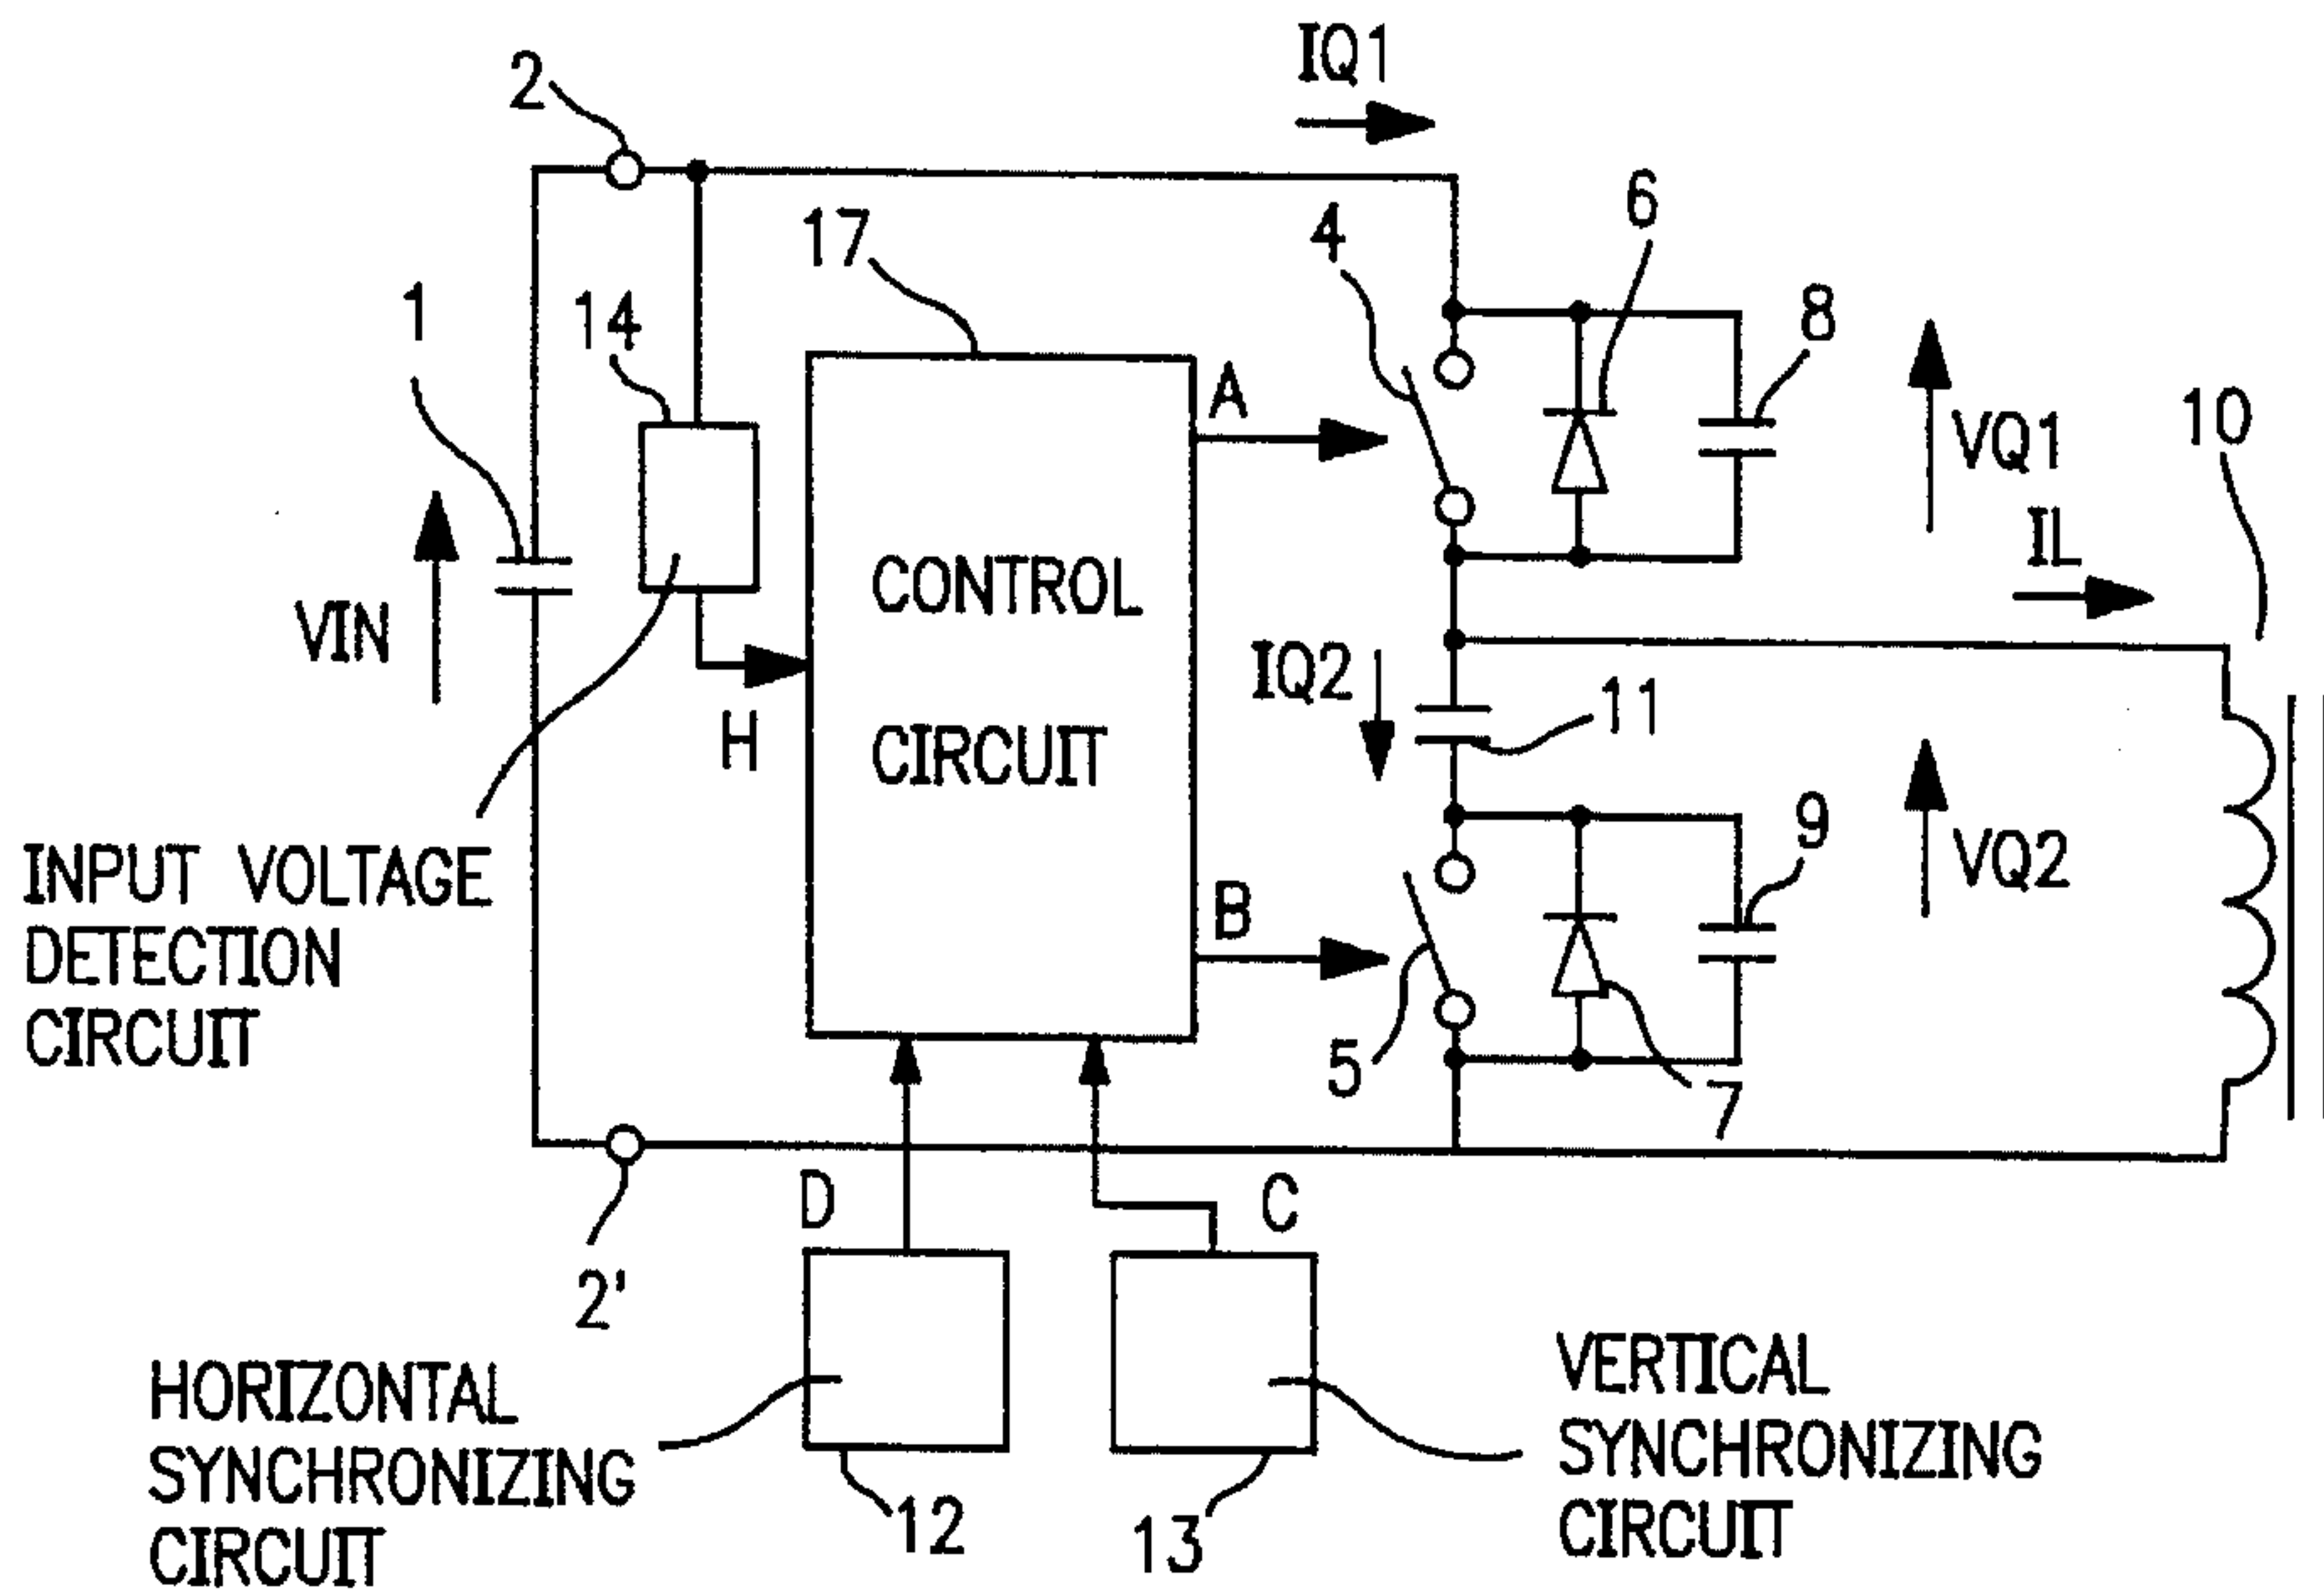 IQ1
2
17
4
6
1
14
8
A
VQ1
10
IL
VIN
CONTROL
CIRCUIT
IQ2
11
H
INPUT VOLTAGE
DETECTION
CIRCUIT
B
9
VQ2
5
7
D
C
2'
HORIZONTAL
SYNCHRONIZING
CIRCUIT
12
13
VERTICAL
SYNCHRONIZING
CIRCUIT